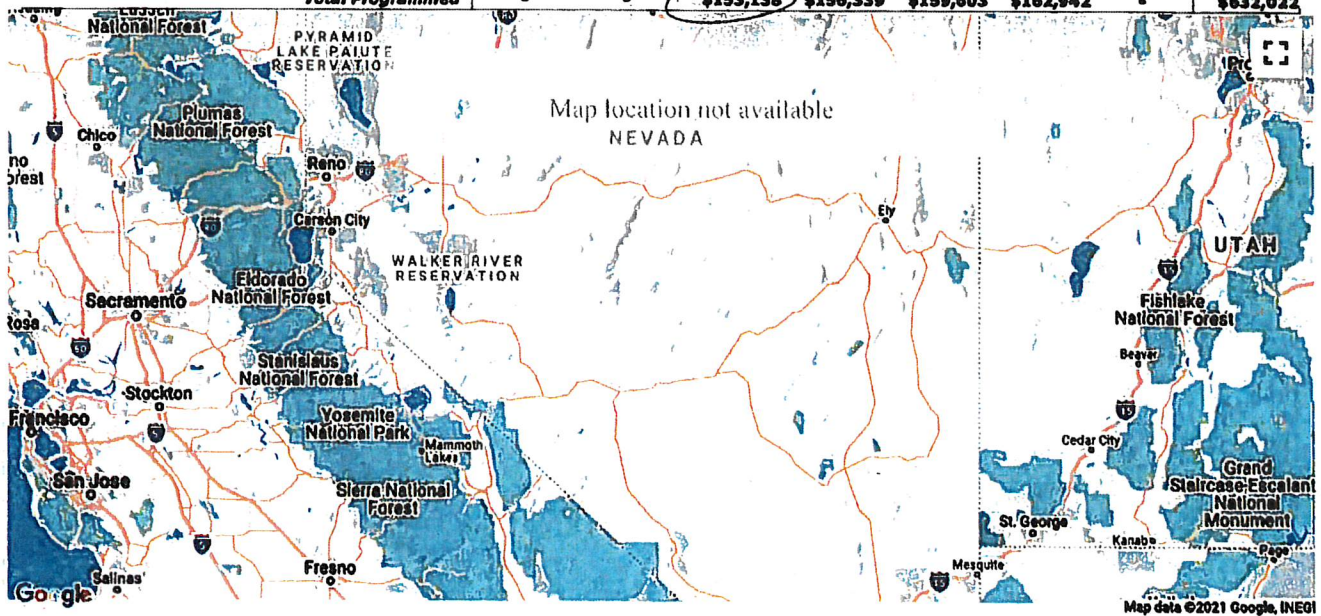 Total Programmed $153,138 $156,339 $159,603 $162,942 - $632,022
National Forest
PYRAMID
LAKE PAIUTE
RESERVATION
Plumas
National Forest
Chico
Reno
80
Map location not available
NEVADA
Carson City
Ely
WALKER RIVER
RESERVATION
UTAH
Eldorado
National Forest
Sacramento
Fishlake
National Forest
Beaver
Stanislaus
National Forest
Stockton
5
15
Francisco
Yosemite
National Park
Mammoth
Lakes
Cedar City
San Jose
Sierra National
Forest
Grand
Staircase-Escalant
National
Monument
St. George
Kanab
Page
Fresno
Mesquite
15
Salinas
Google
Map data ©2021 Google, INEGI